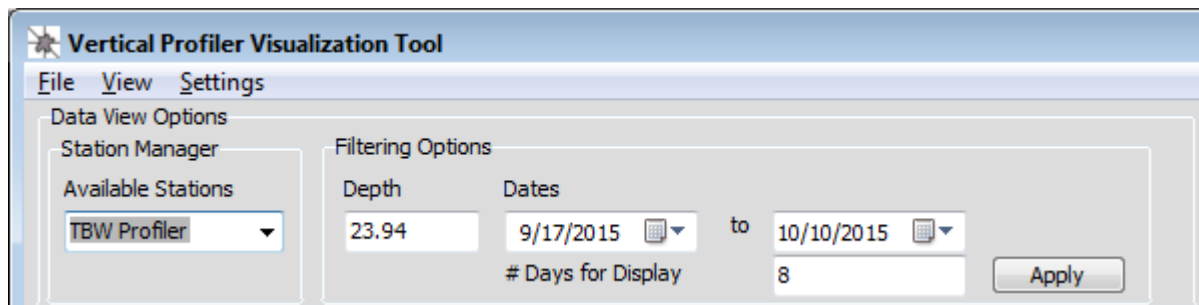 Vertical Profiler Visualization Tool
File View Settings
Data View Options
Station Manager
Filtering Options
Available Stations
Depth
Dates
TBW Profiler
23.94
9/17/2015
to
10/10/2015
# Days for Display
8
Apply